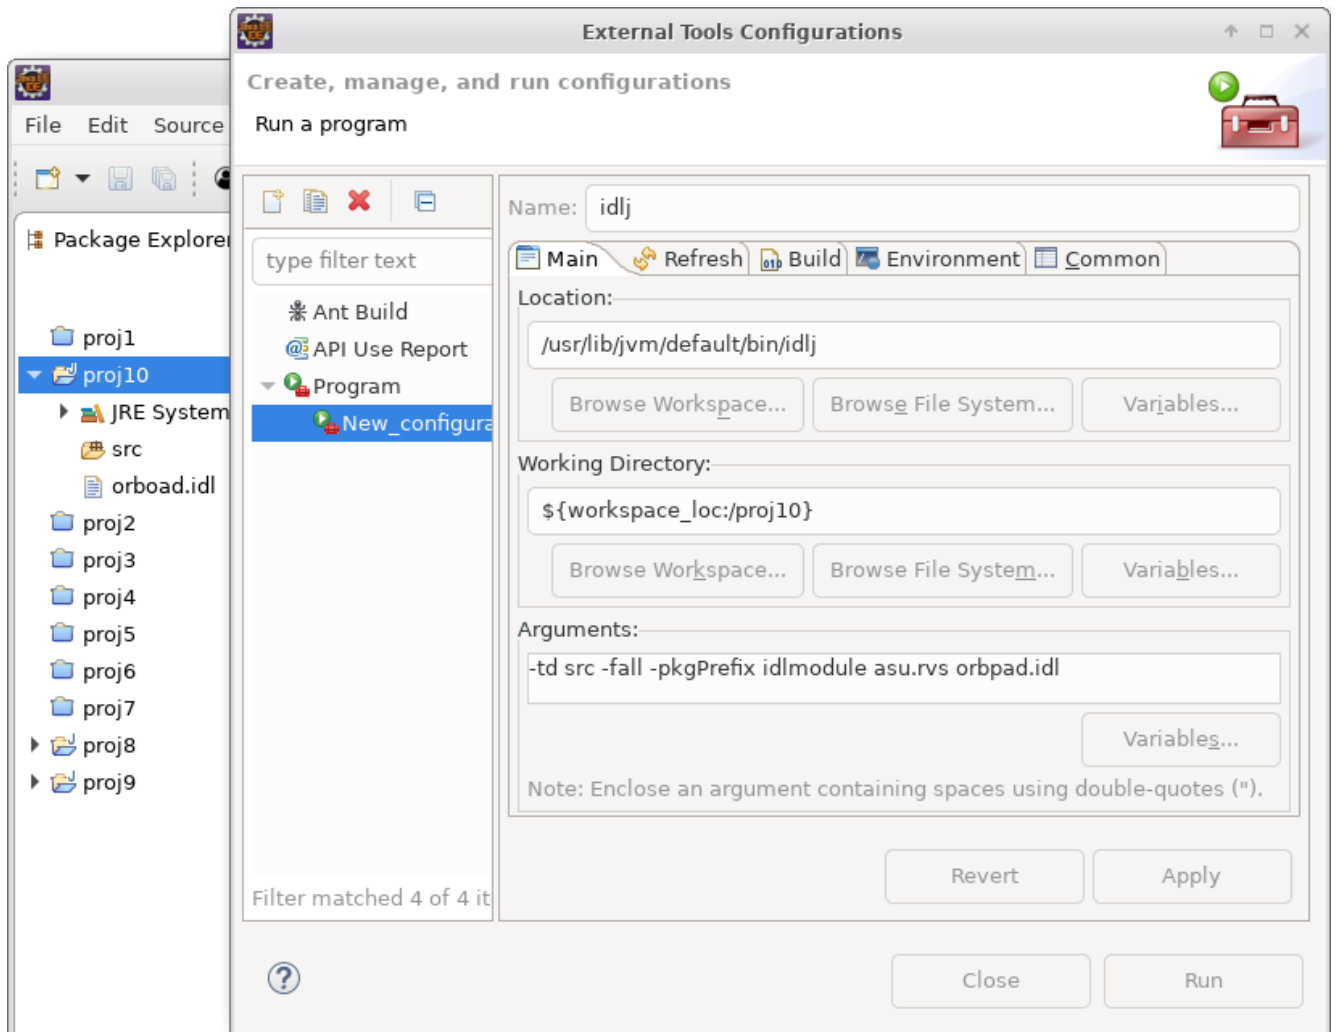 External Tools Configurations
Create, manage, and run configurations
Run a program
File Edit Source
Package Explorer
proj1
proj10
JRE System
src
orboad.idl
proj2
proj3
proj4
proj5
proj6
proj7
proj8
proj9
type filter text
Ant Build
API Use Report
Program
New_configura
Filter matched 4 of 4 it
Name: idlj
Main Refresh Build Environment Common
Location:
/usr/lib/jvm/default/bin/idlj
Browse Workspace... Browse File System... Variables...
Working Directory:
${workspace_loc:/proj10}
Browse Workspace... Browse File System... Variables...
Arguments:
-td src -fall -pkgPrefix idlmodule asu.rvs orbpad.idl
Variables...
Note: Enclose an argument containing spaces using double-quotes (").
Revert Apply
Close Run